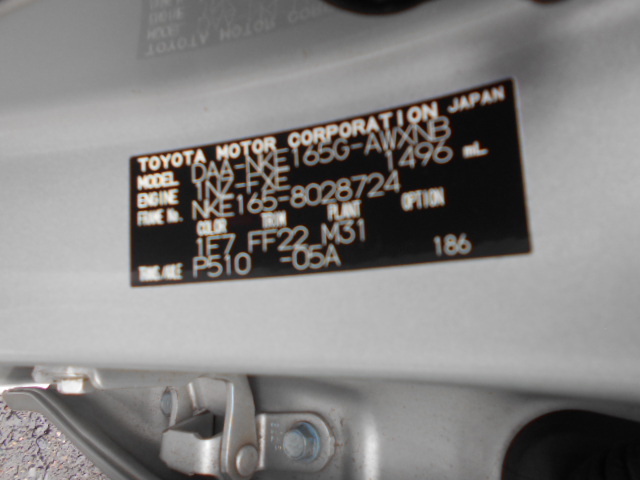 TOYOTA MOTOR CORPORATION JAPAN
MODEL DAA-NKE165G-AWXNB
ENGINE 1NZ-FXE 1496 mL
FRAME No. NKE165-8028724
COLOR TRIM PLANT OPTION
1F7 FF22 M31
TRANS/AXLE P510 -05A 186